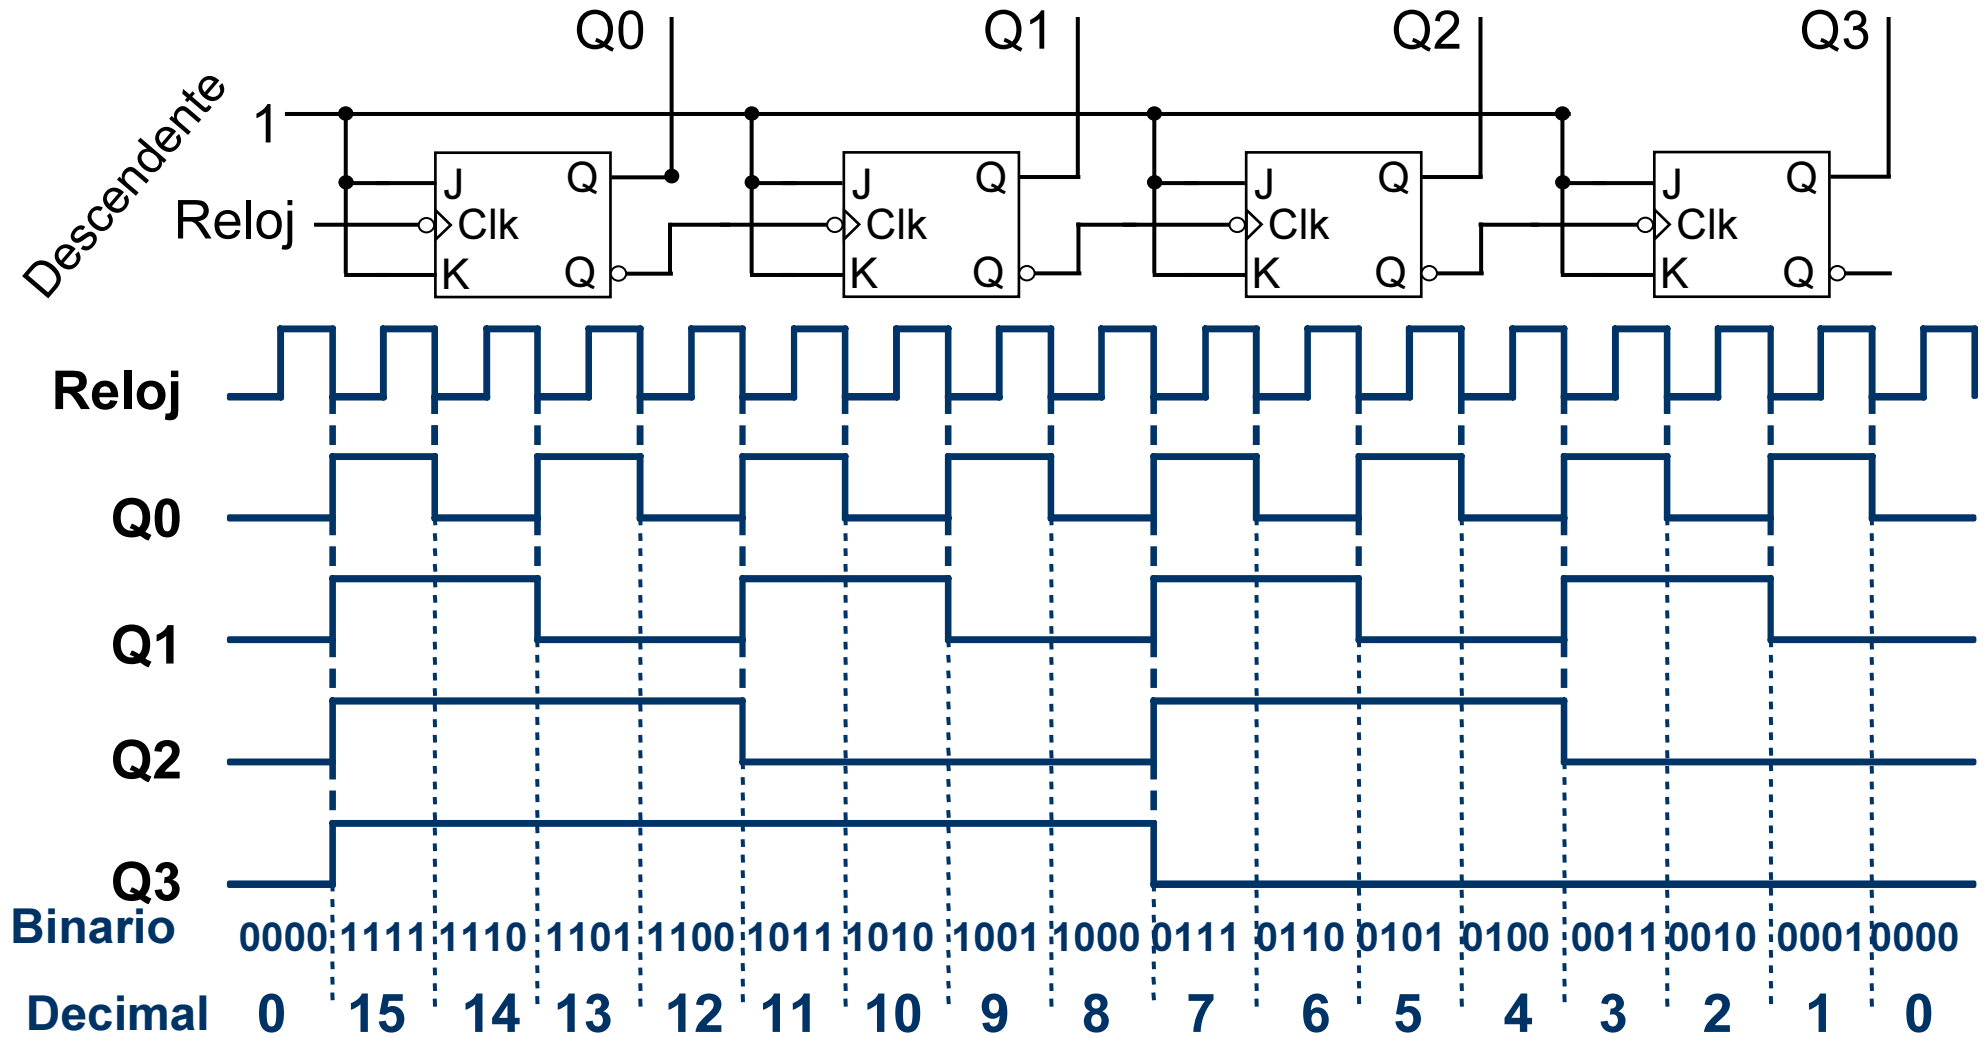 Q0 Q1 Q2 Q3
Descendente
1
J Q J Q J Q J Q
Reloj Clk Clk Clk Clk
K Q K Q K Q K Q
Reloj
Q0
Q1
Q2
Q3
Binario 0000 1111 1110 1101 1100 1011 1010 1001 1000 0111 0110 0101 0100 0011 0010 0001 0000
Decimal 0 15 14 13 12 11 10 9 8 7 6 5 4 3 2 1 0